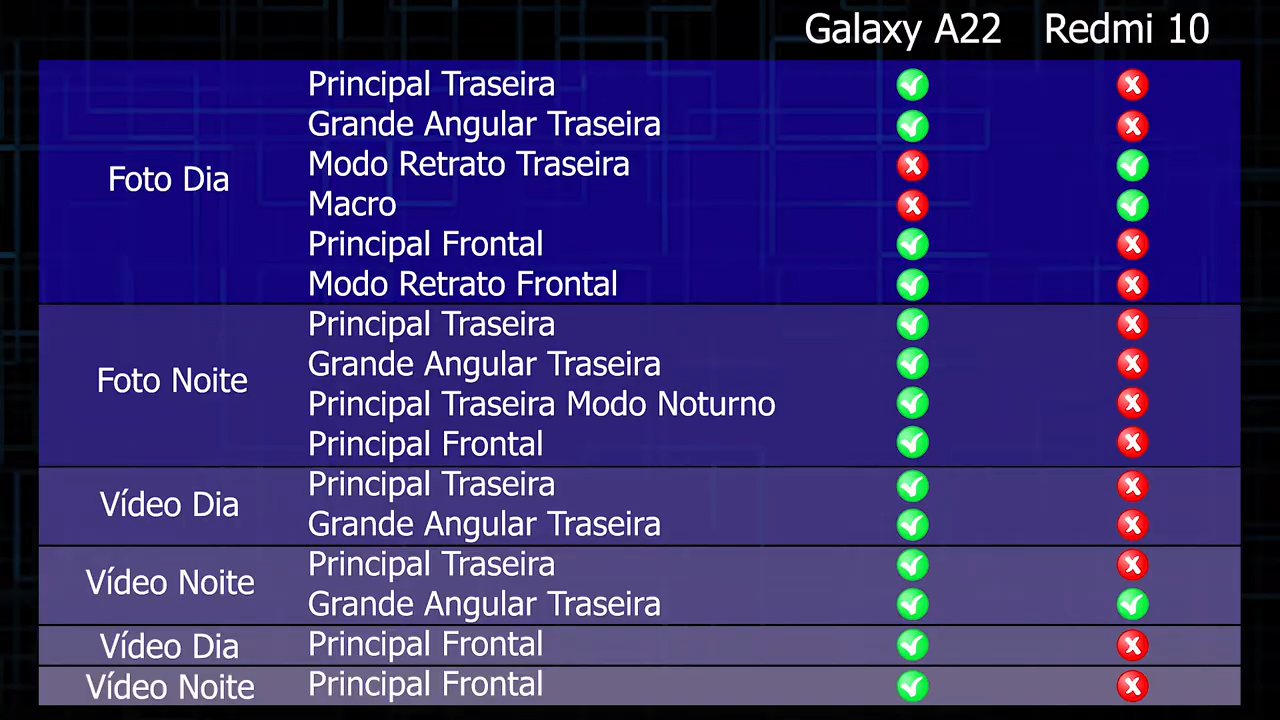 Galaxy A22 Redmi 10
Foto Dia
Principal Traseira
Grande Angular Traseira
Modo Retrato Traseira
Macro
Principal Frontal
Modo Retrato Frontal
Foto Noite
Principal Traseira
Grande Angular Traseira
Principal Traseira Modo Noturno
Principal Frontal
Vídeo Dia
Principal Traseira
Grande Angular Traseira
Vídeo Noite
Principal Traseira
Grande Angular Traseira
Vídeo Dia Principal Frontal
Vídeo Noite Principal Frontal